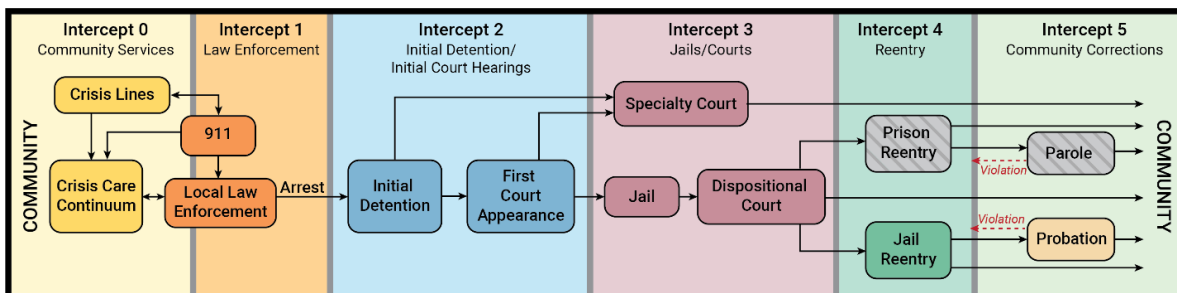 Intercept 0
Community Services
Intercept 1
Law Enforcement
Intercept 2
Initial Detention/
Initial Court Hearings
Intercept 3
Jails/Courts
Intercept 4
Reentry
Intercept 5
Community Corrections
COMMUNITY
Crisis Lines
911
Crisis Care
Continuum
Local Law
Enforcement
Arrest
Initial
Detention
First
Court
Appearance
Specialty Court
Jail
Dispositional
Court
Prison
Reentry
Violation
Parole
Jail
Reentry
Violation
Probation
COMMUNITY